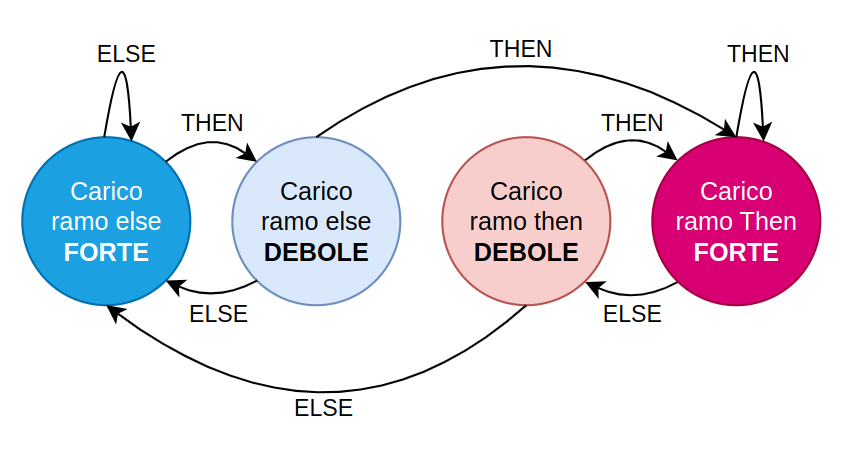 ELSE
THEN
THEN
THEN
THEN
Carico
ramo else
FORTE
Carico
ramo else
DEBOLE
Carico
ramo then
DEBOLE
Carico
ramo Then
FORTE
ELSE
ELSE
ELSE